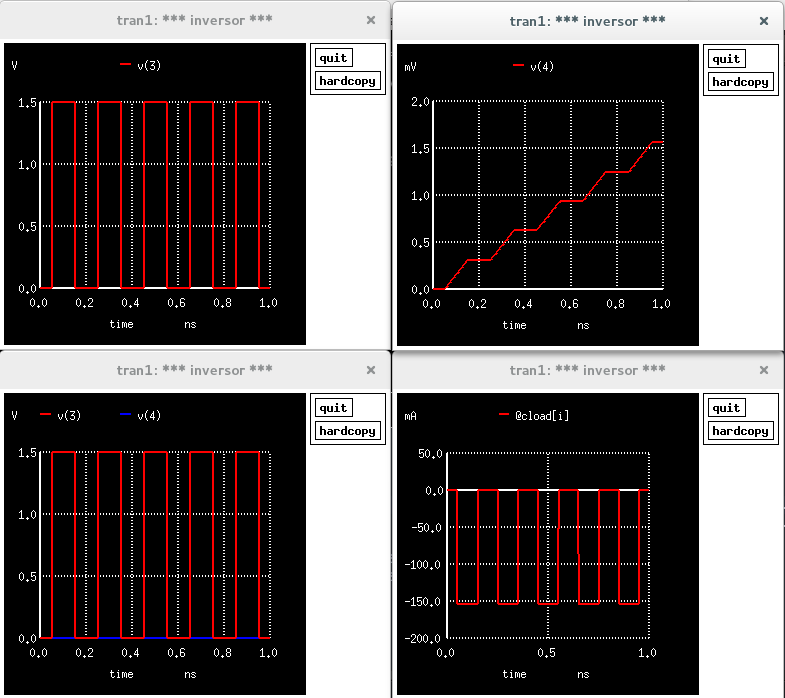 tran1: *** inversor ***
V
v(3)
quit
hardcopy
1.5
1.0
0.5
0.0
0.0 0.2 0.4 0.6 0.8 1.0
time ns
tran1: *** inversor ***
mV
v(4)
quit
hardcopy
2.0
1.5
1.0
0.5
0.0
0.0 0.2 0.4 0.6 0.8 1.0
time ns
tran1: *** inversor ***
V
v(3) v(4)
quit
hardcopy
1.5
1.0
0.5
0.0
0.0 0.2 0.4 0.6 0.8 1.0
time ns
tran1: *** inversor ***
mA
@cload[i]
quit
hardcopy
50.0
0.0
-50.0
-100.0
-150.0
-200.0
0.0 0.5 1.0
time ns